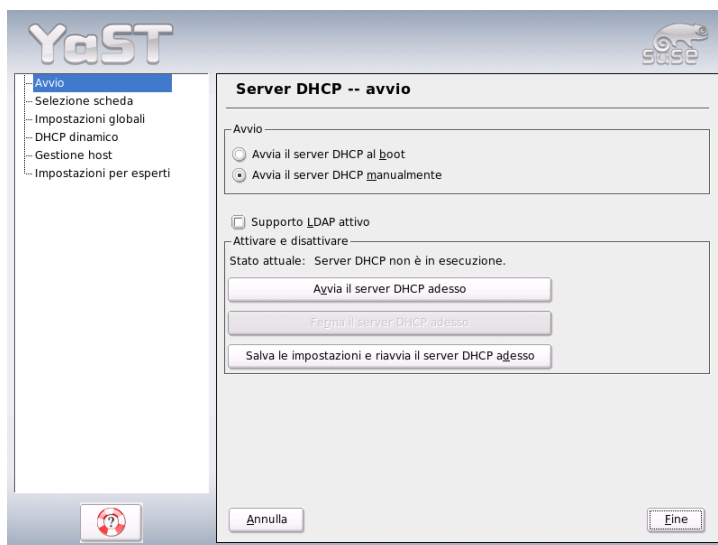 YaST
SUSE
Avvio
Selezione scheda
Impostazioni globali
DHCP dinamico
Gestione host
Impostazioni per esperti
Server DHCP -- avvio
Avvio
Avvia il server DHCP al boot
Avvia il server DHCP manualmente
Supporto LDAP attivo
Attivare e disattivare
Stato attuale: Server DHCP non è in esecuzione.
Avvia il server DHCP adesso
Ferma il server DHCP adesso
Salva le impostazioni e riavvia il server DHCP adesso
?
Annulla
Fine